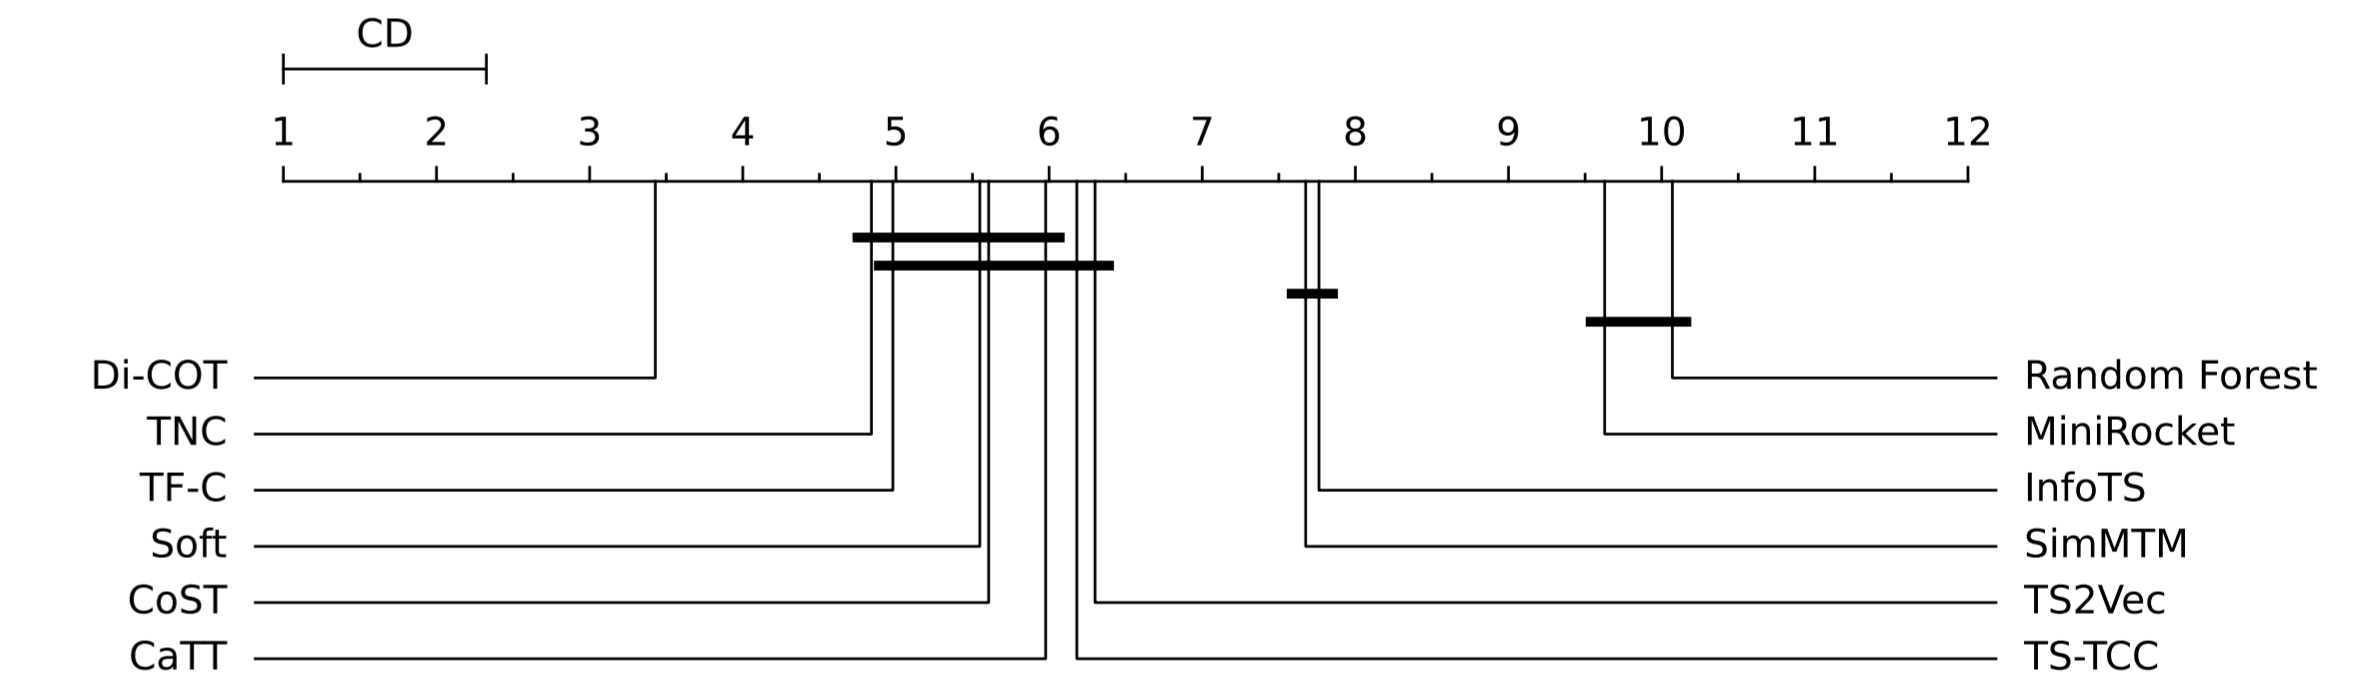 CD
1 2 3 4 5 6 7 8 9 10 11 12
Di-COT
TNC
TF-C
Soft
CoST
CaTT
Random Forest
MiniRocket
InfoTS
SimMTM
TS2Vec
TS-TCC